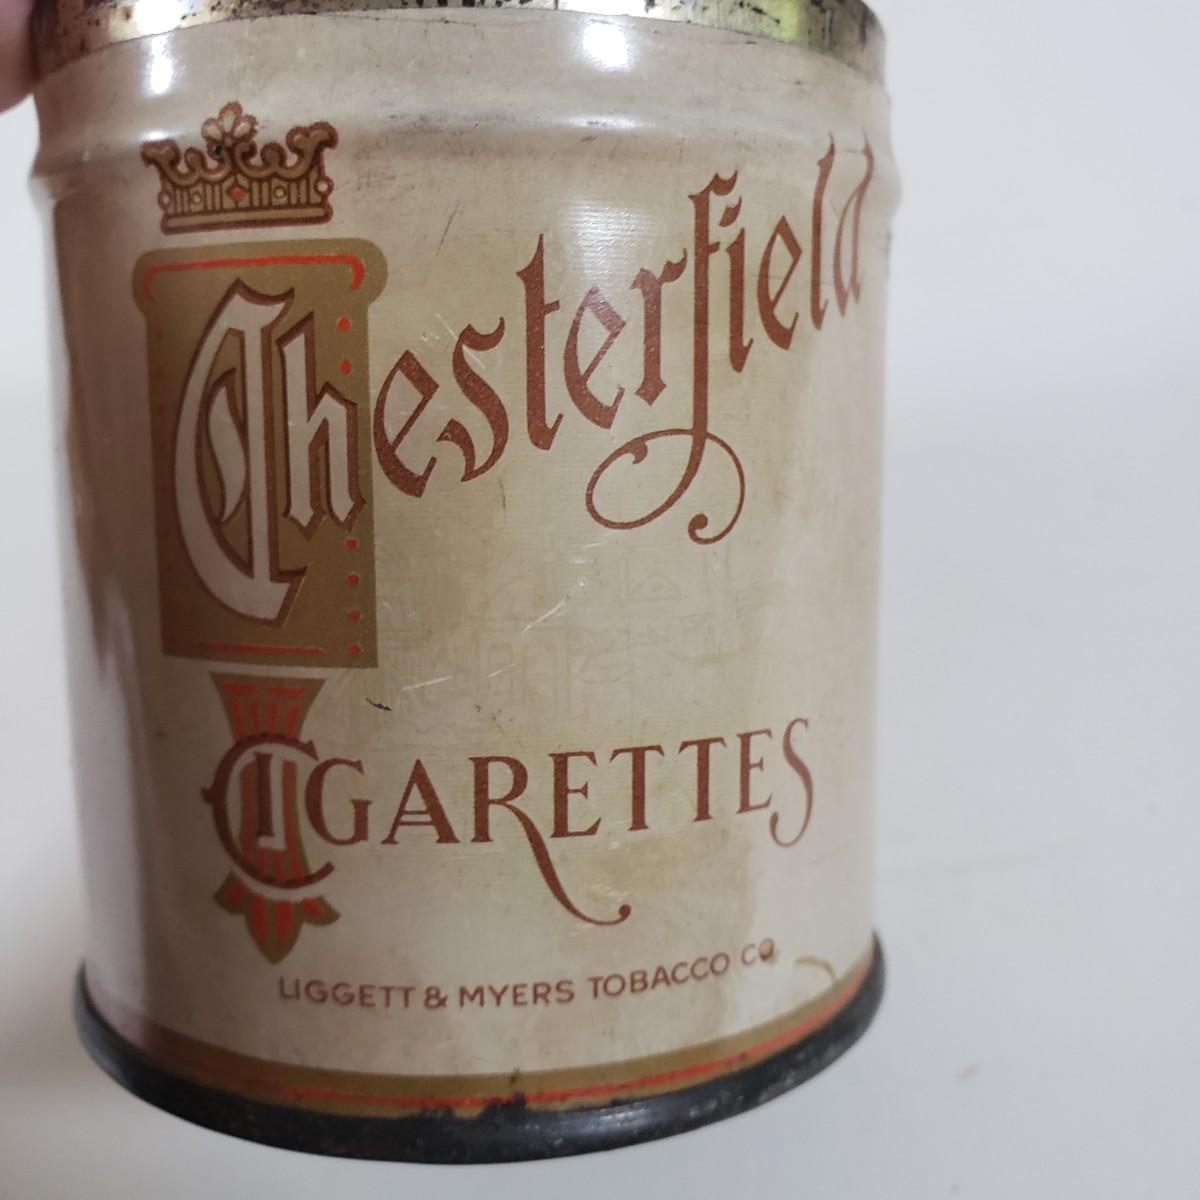 Chesterfield
CIGARETTES
LIGGETT & MYERS TOBACCO CO.